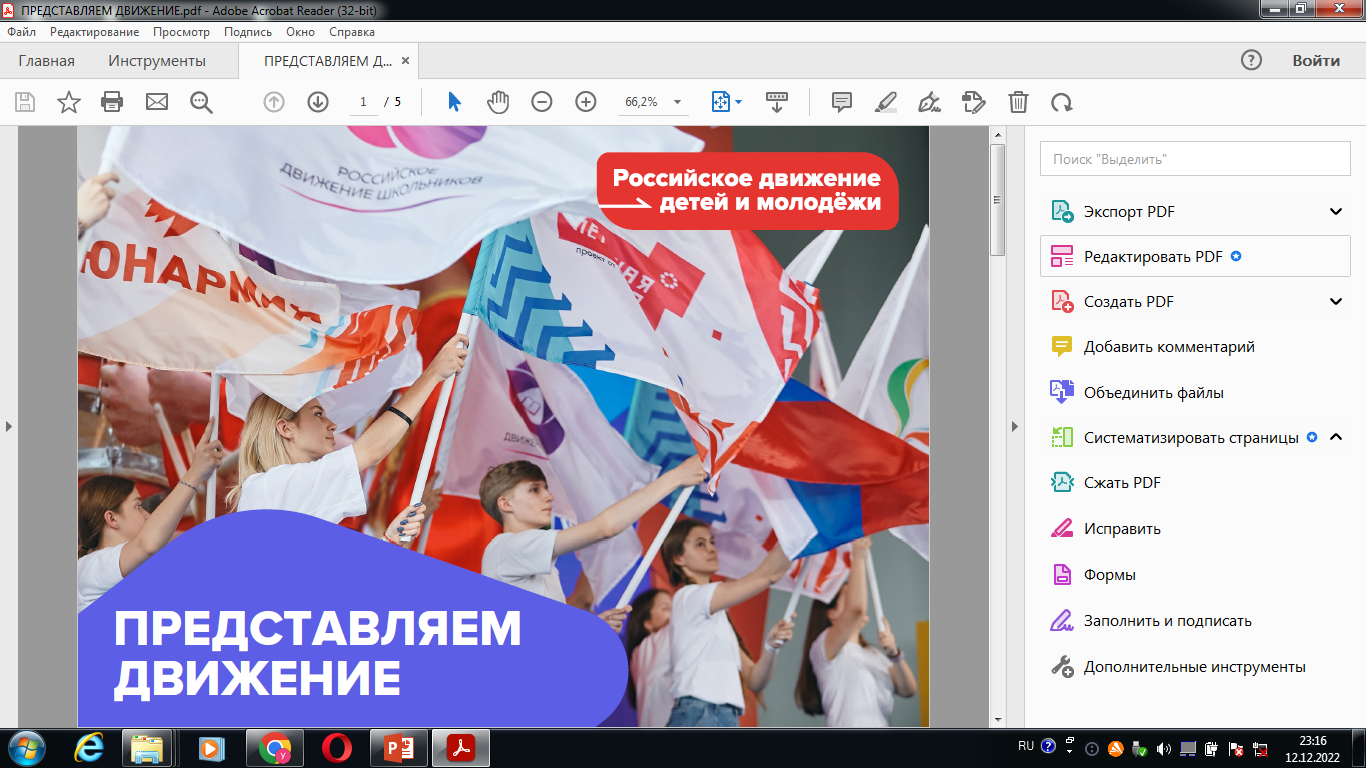 ПРЕДСТАВЛЯЕМ ДВИЖЕНИЕ.pdf - Adobe Acrobat Reader (32-bit)
Файл Редактирование Просмотр Подпись Окно Справка
Главная Инструменты ПРЕДСТАВЛЯЕМ Д... × Войти
1 / 5 66,2%
РОССИЙСКОЕ
ДВИЖЕНИЕ ШКОЛЬНИКОВ
Российское движение
детей и молодёжи
ЮНАРМИЯ
ПРЕДСТАВЛЯЕМ
ДВИЖЕНИЕ
Поиск "Выделить"
Экспорт PDF
Редактировать PDF
Создать PDF
Добавить комментарий
Объединить файлы
Систематизировать страницы
Сжать PDF
Исправить
Формы
Заполнить и подписать
Дополнительные инструменты
RU
23:16
12.12.2022